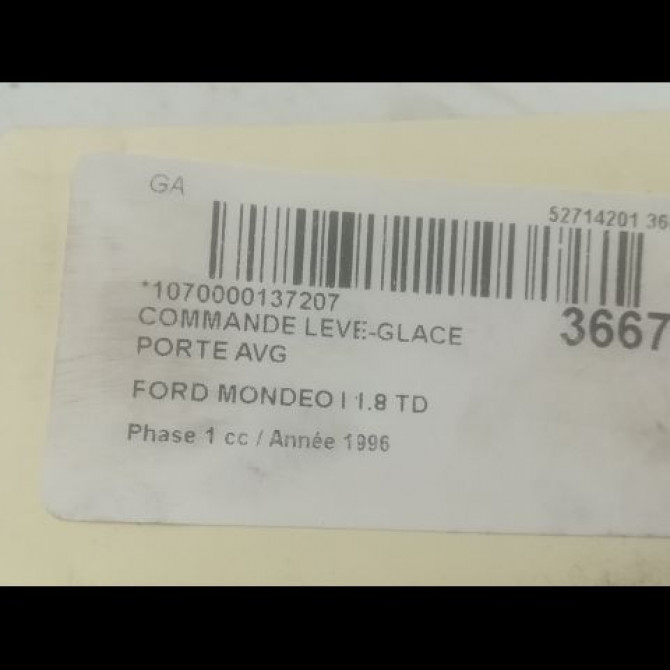 GA
52714201 36
*1070000137207
3667
COMMANDE LEVE-GLACE
PORTE AVG
FORD MONDEO I 1.8 TD
Phase 1 cc / Année 1996